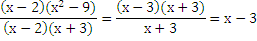 (x − 2)(x² − 9)/(x − 2)(x + 3) = (x − 3)(x + 3)/x + 3 = x − 3